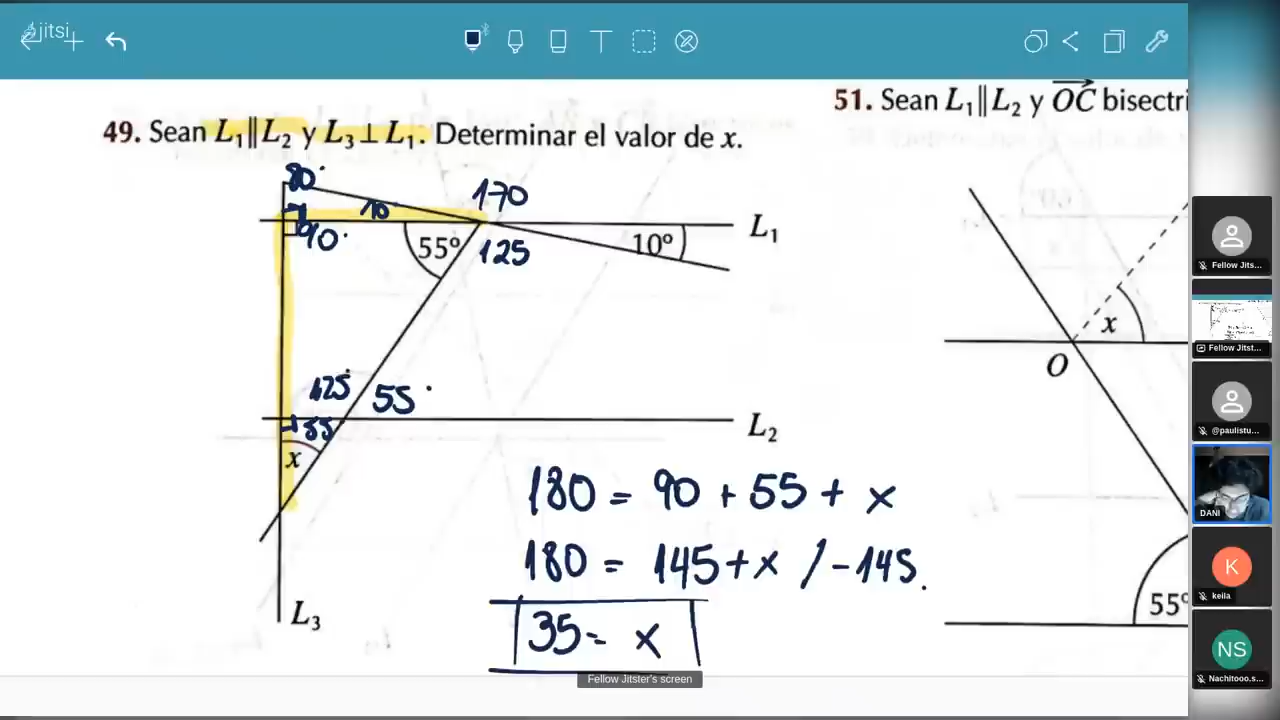 jitsi
49. Sean L₁ ∥ L₂ y L₃ ⊥ L₁. Determinar el valor de x.
80°
10
170
90°
55°
125
10°
L₁
125°
55°
55
x
L₂
L₃
180 = 90 + 55 + x
180 = 145 + x / -145.
35 = x
51. Sean L₁ ∥ L₂ y OC bisectri
x
O
55°
Fellow Jitster's screen
Fellow Jits...
Fellow Jitst...
@paulistu...
DANI
K
keila
NS
Nachitooo.s...